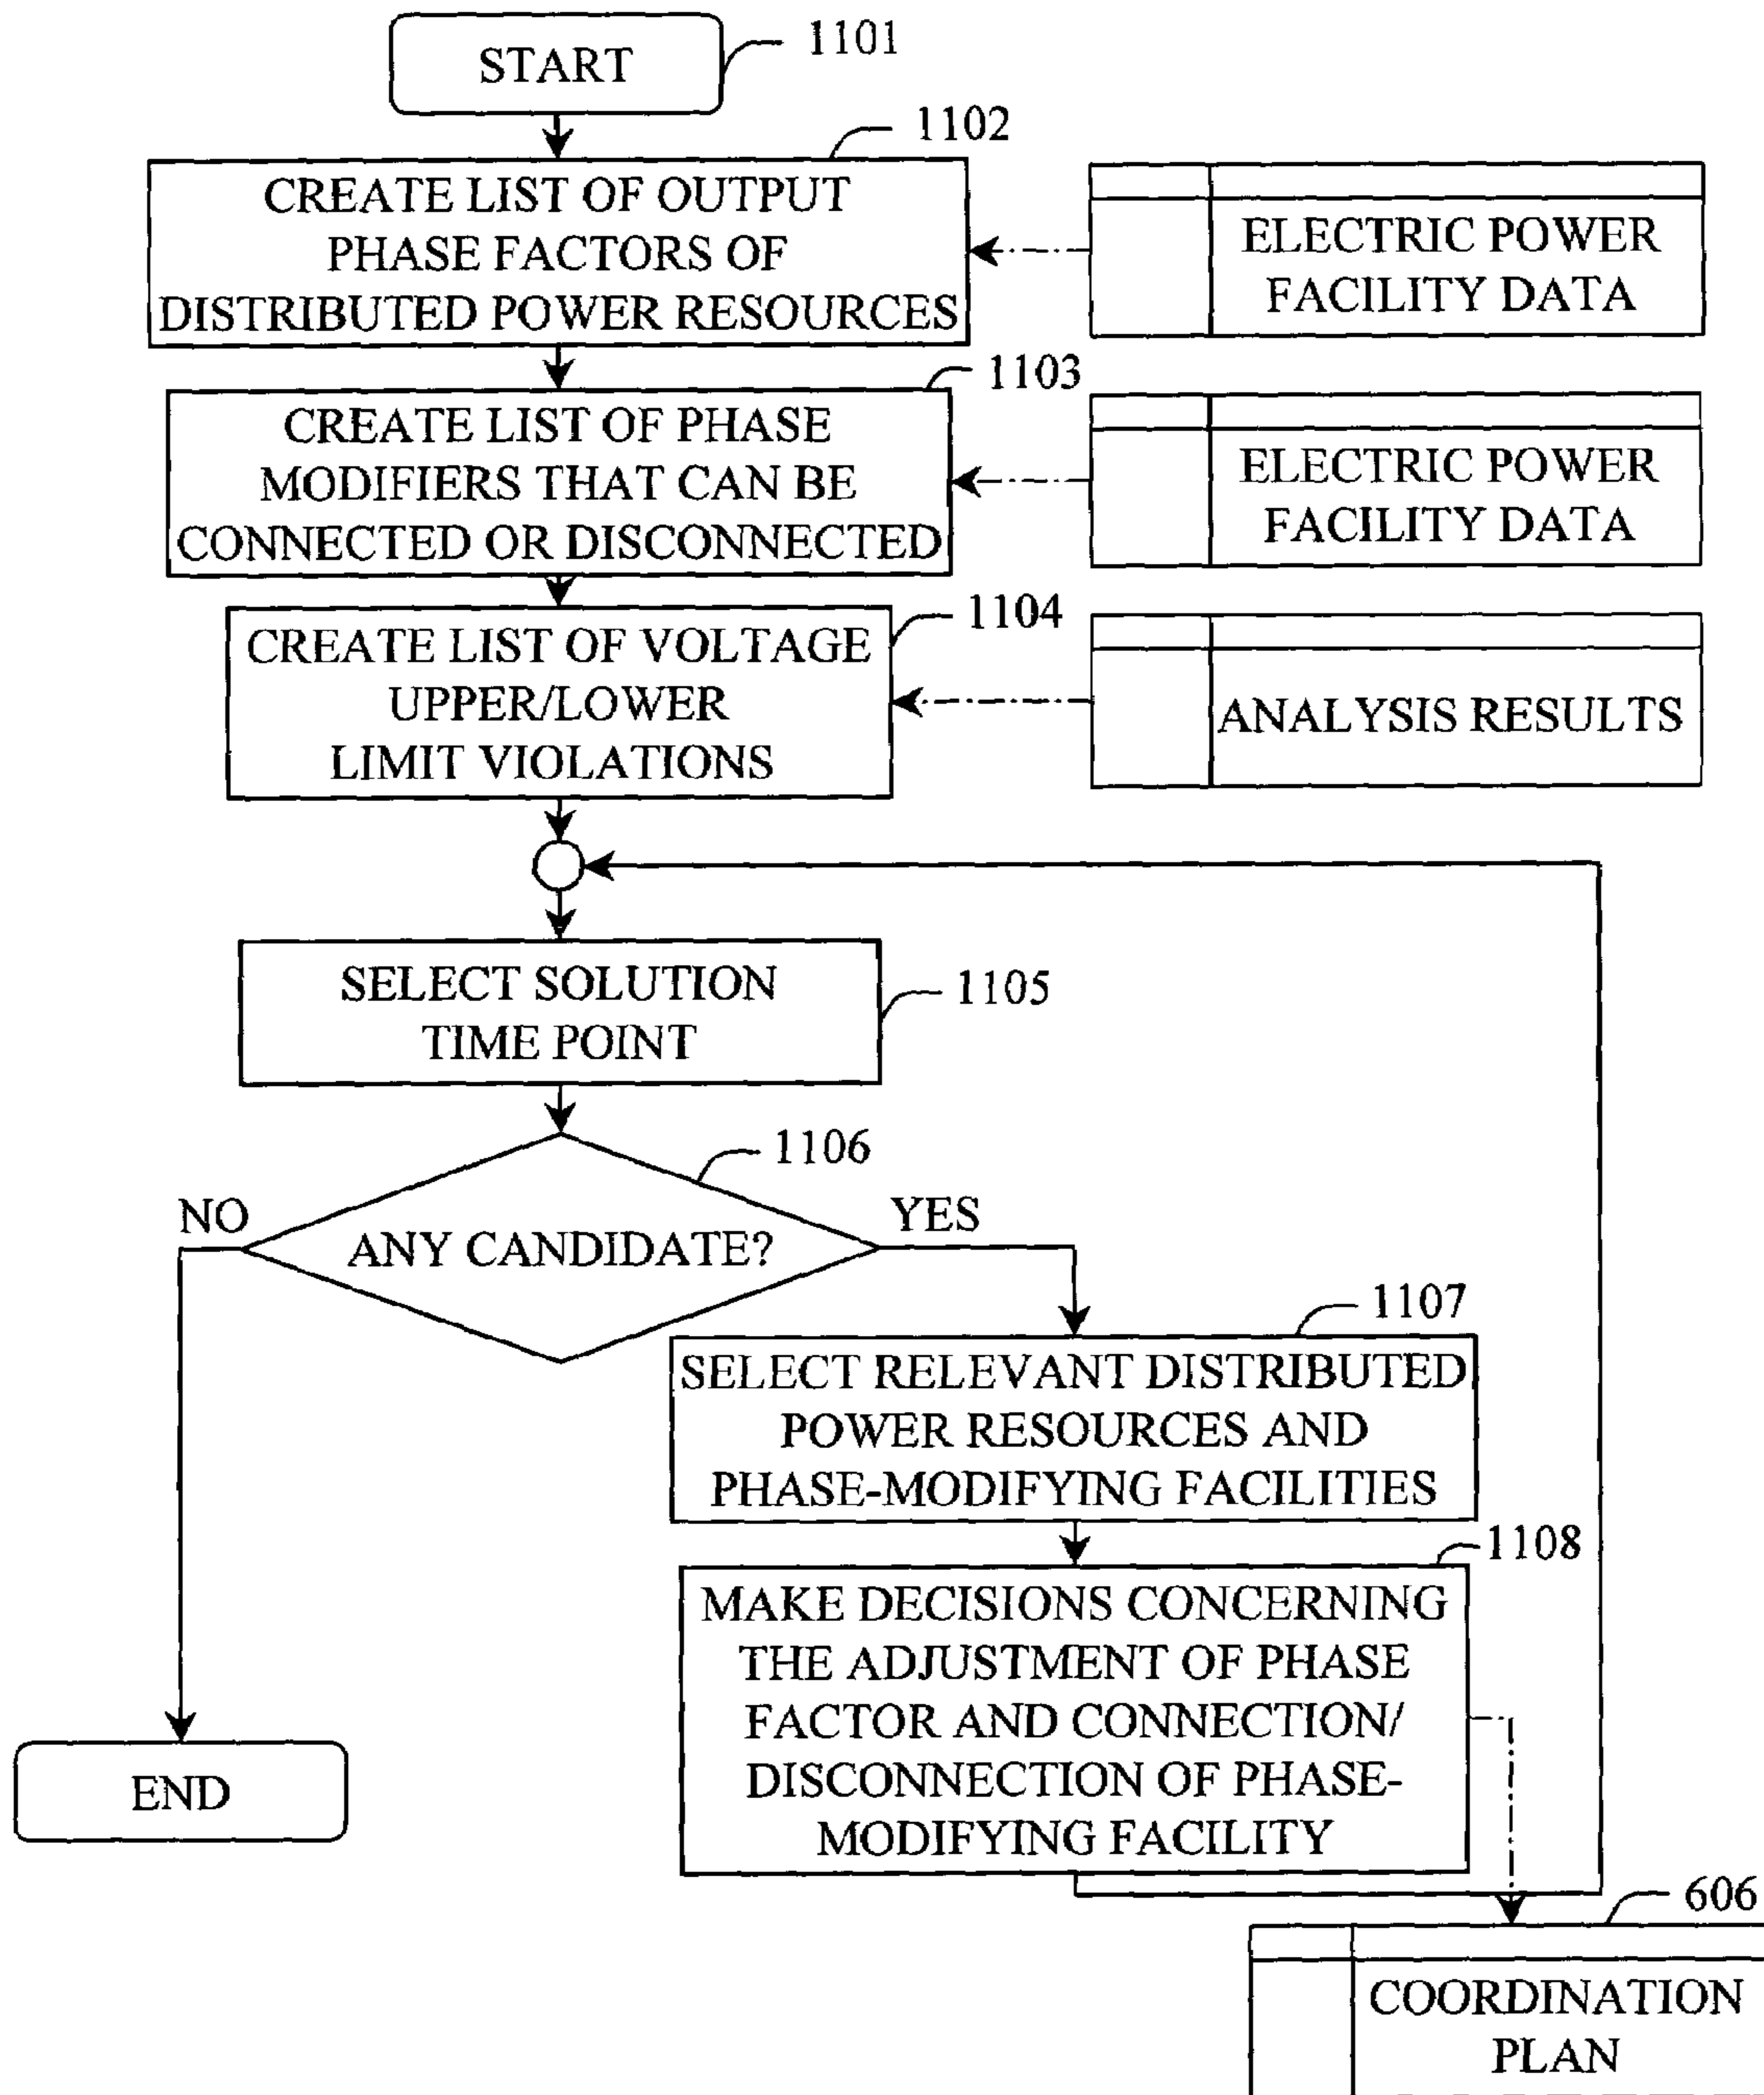 START
1101
1102
CREATE LIST OF OUTPUT
PHASE FACTORS OF
DISTRIBUTED POWER RESOURCES
ELECTRIC POWER
FACILITY DATA
1103
CREATE LIST OF PHASE
MODIFIERS THAT CAN BE
CONNECTED OR DISCONNECTED
ELECTRIC POWER
FACILITY DATA
1104
CREATE LIST OF VOLTAGE
UPPER/LOWER
LIMIT VIOLATIONS
ANALYSIS RESULTS
SELECT SOLUTION
TIME POINT
1105
1106
ANY CANDIDATE?
NO
YES
1107
SELECT RELEVANT DISTRIBUTED
POWER RESOURCES AND
PHASE-MODIFYING FACILITIES
1108
MAKE DECISIONS CONCERNING
THE ADJUSTMENT OF PHASE
FACTOR AND CONNECTION/
DISCONNECTION OF PHASE-
MODIFYING FACILITY
END
606
COORDINATION
PLAN